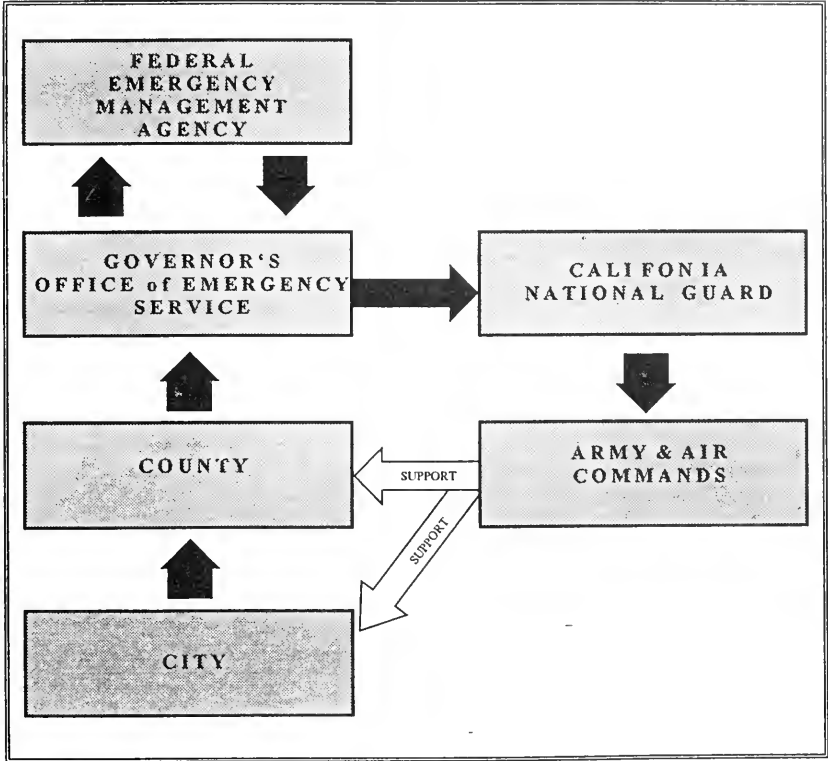 FEDERAL
EMERGENCY
MANAGEMENT
AGENCY
GOVERNOR'S
OFFICE of EMERGENCY
SERVICE
CALIFONIA
NATIONAL GUARD
COUNTY
SUPPORT
ARMY & AIR
COMMANDS
SUPPORT
CITY